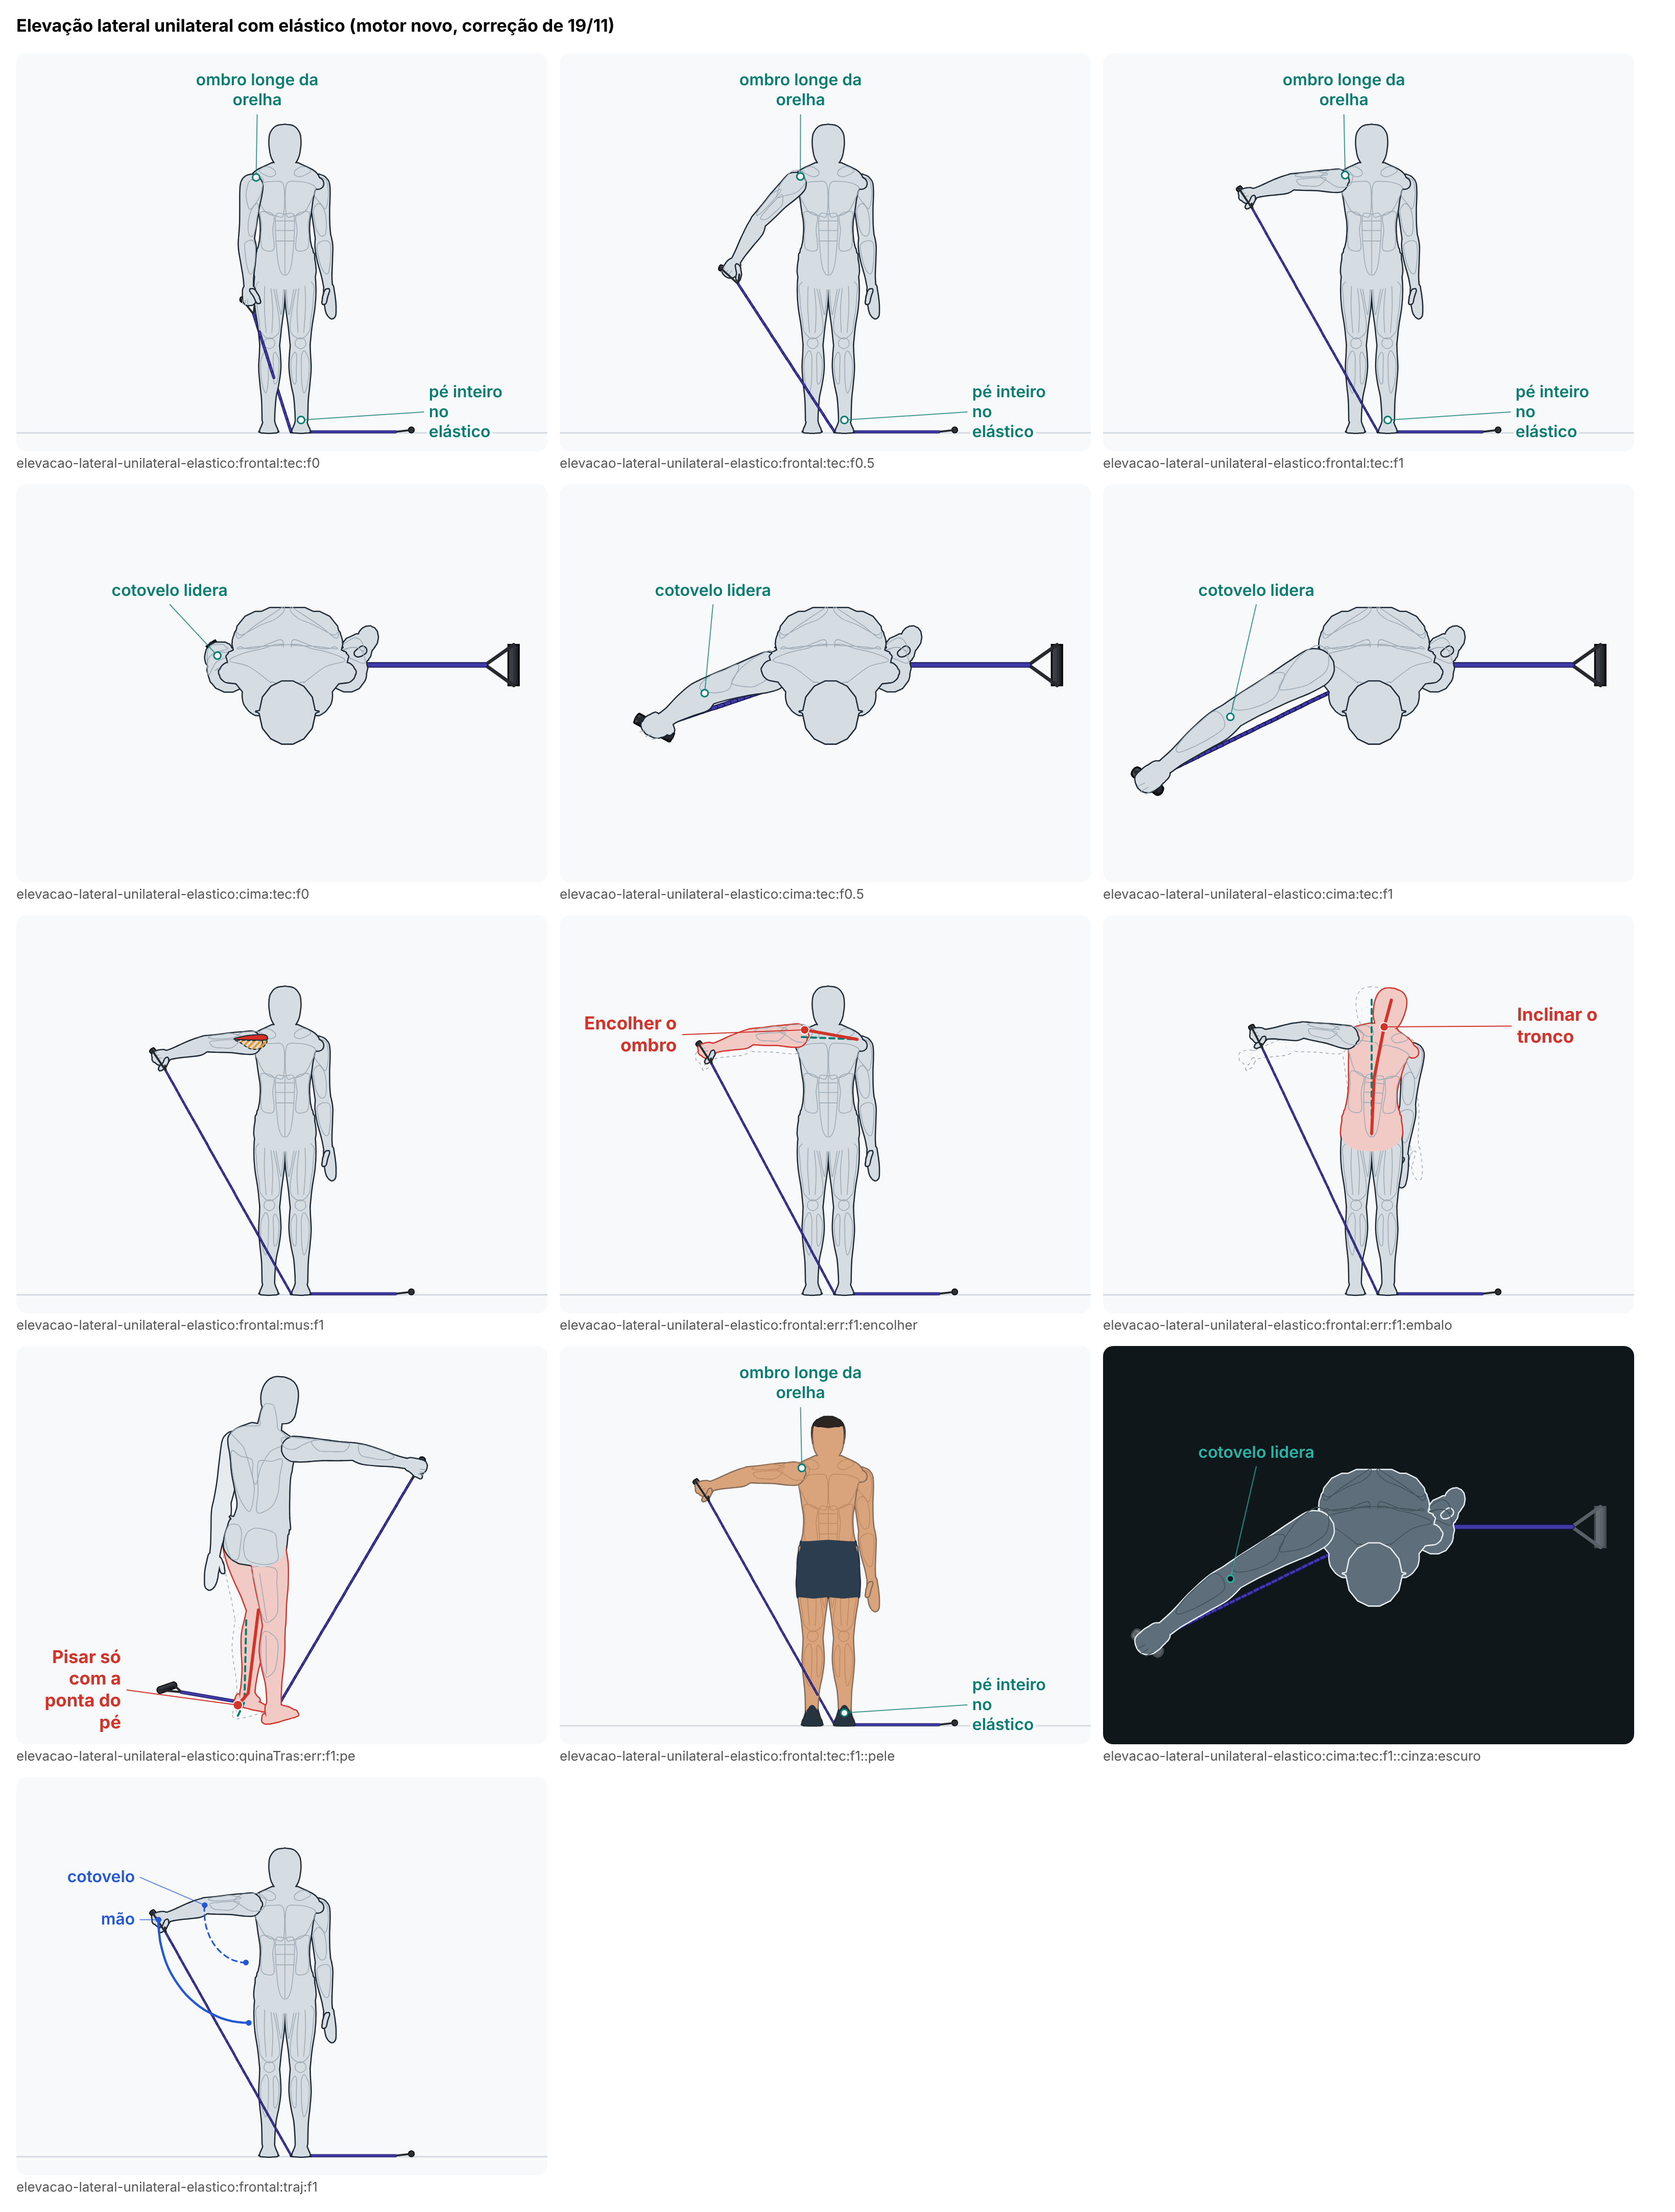 Elevação lateral unilateral com elástico (motor novo, correção de 19/11)
ombro longe da
orelha
pé inteiro
no
elástico
elevacao-lateral-unilateral-elastico:frontal:tec:f0
ombro longe da
orelha
pé inteiro
no
elástico
elevacao-lateral-unilateral-elastico:frontal:tec:f0.5
ombro longe da
orelha
pé inteiro
no
elástico
elevacao-lateral-unilateral-elastico:frontal:tec:f1
cotovelo lidera
elevacao-lateral-unilateral-elastico:cima:tec:f0
cotovelo lidera
elevacao-lateral-unilateral-elastico:cima:tec:f0.5
cotovelo lidera
elevacao-lateral-unilateral-elastico:cima:tec:f1
elevacao-lateral-unilateral-elastico:frontal:mus:f1
Encolher o
ombro
elevacao-lateral-unilateral-elastico:frontal:err:f1:encolher
Inclinar o
tronco
elevacao-lateral-unilateral-elastico:frontal:err:f1:embalo
Pisar só
com a
ponta do
pé
elevacao-lateral-unilateral-elastico:quinaTras:err:f1:pe
ombro longe da
orelha
pé inteiro
no
elástico
elevacao-lateral-unilateral-elastico:frontal:tec:f1::pele
cotovelo lidera
elevacao-lateral-unilateral-elastico:cima:tec:f1::cinza:escuro
cotovelo
mão
elevacao-lateral-unilateral-elastico:frontal:traj:f1